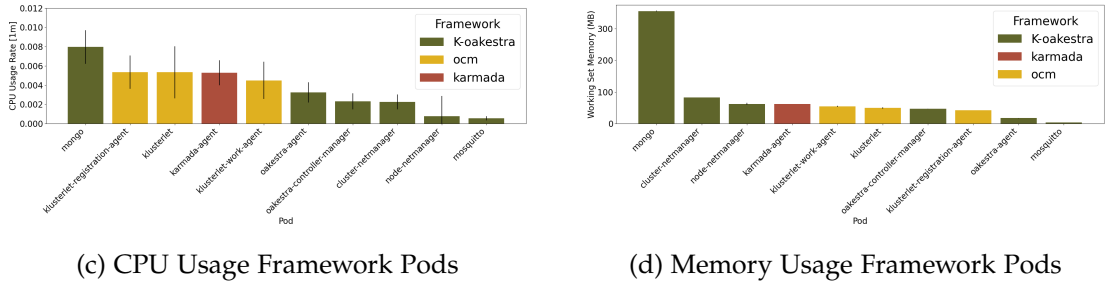 0.012
0.010
0.008
0.006
0.004
0.002
0.000
CPU Usage Rate [1m]
Framework
K-oakestra
ocm
karmada
mongo
klusterlet-registration-agent
klusterlet
karmada-agent
klusterlet-work-agent
oakestra-agent
oakestra-controller-manager
cluster-netmanager
node-netmanager
mosquitto
Pod
(c) CPU Usage Framework Pods
300
200
100
0
Working Set Memory (MB)
Framework
K-oakestra
karmada
ocm
mongo
cluster-netmanager
node-netmanager
karmada-agent
klusterlet-work-agent
klusterlet
oakestra-controller-manager
klusterlet-registration-agent
oakestra-agent
mosquitto
Pod
(d) Memory Usage Framework Pods